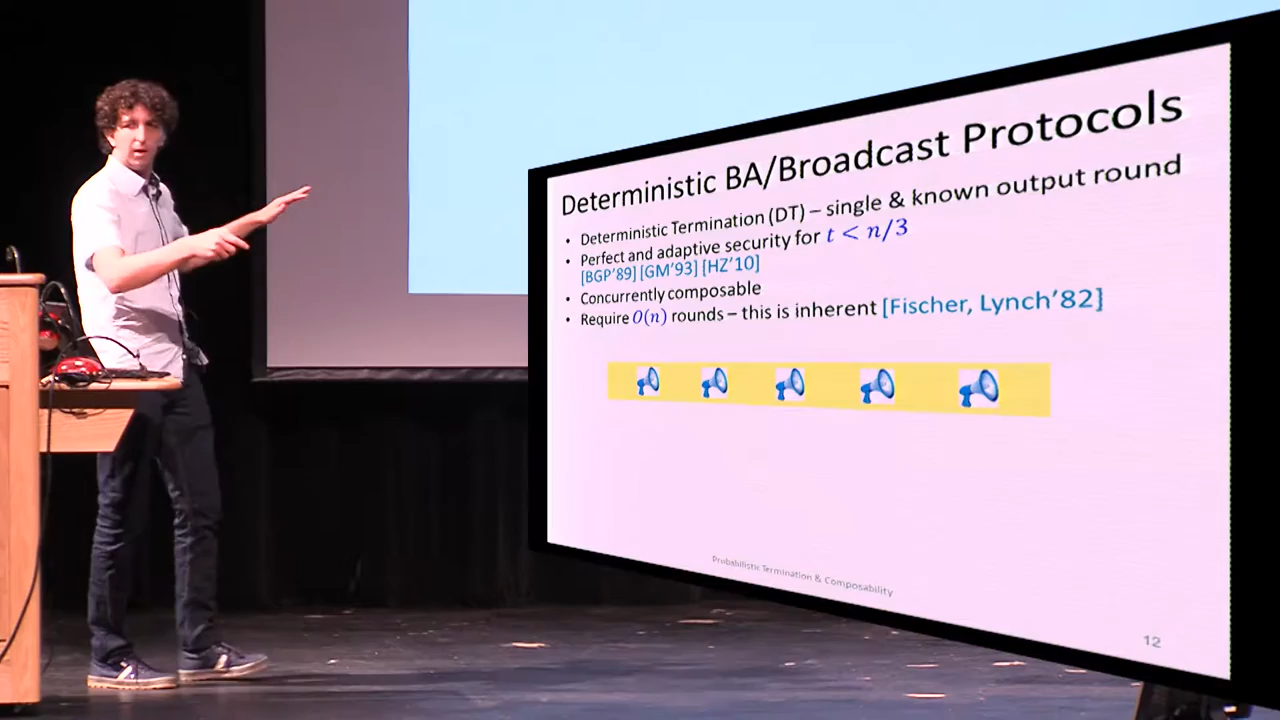 Deterministic BA/Broadcast Protocols
• Deterministic Termination (DT) – single & known output round
• Perfect and adaptive security for t < n/3
[BGP'89] [GM'93] [HZ'10]
• Concurrently composable
• Require O(n) rounds – this is inherent [Fischer, Lynch'82]
Probabilistic Termination & Composability
12